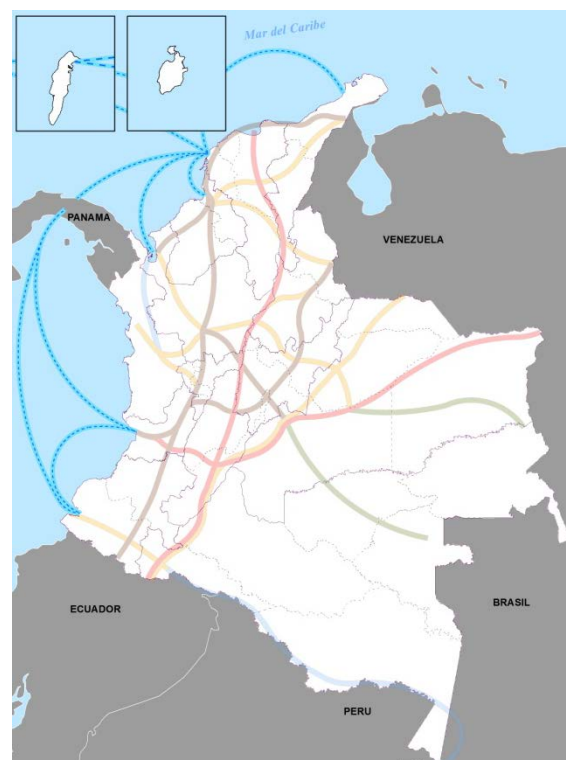 Mar del Caribe
PANAMA
VENEZUELA
ECUADOR
BRASIL
PERU